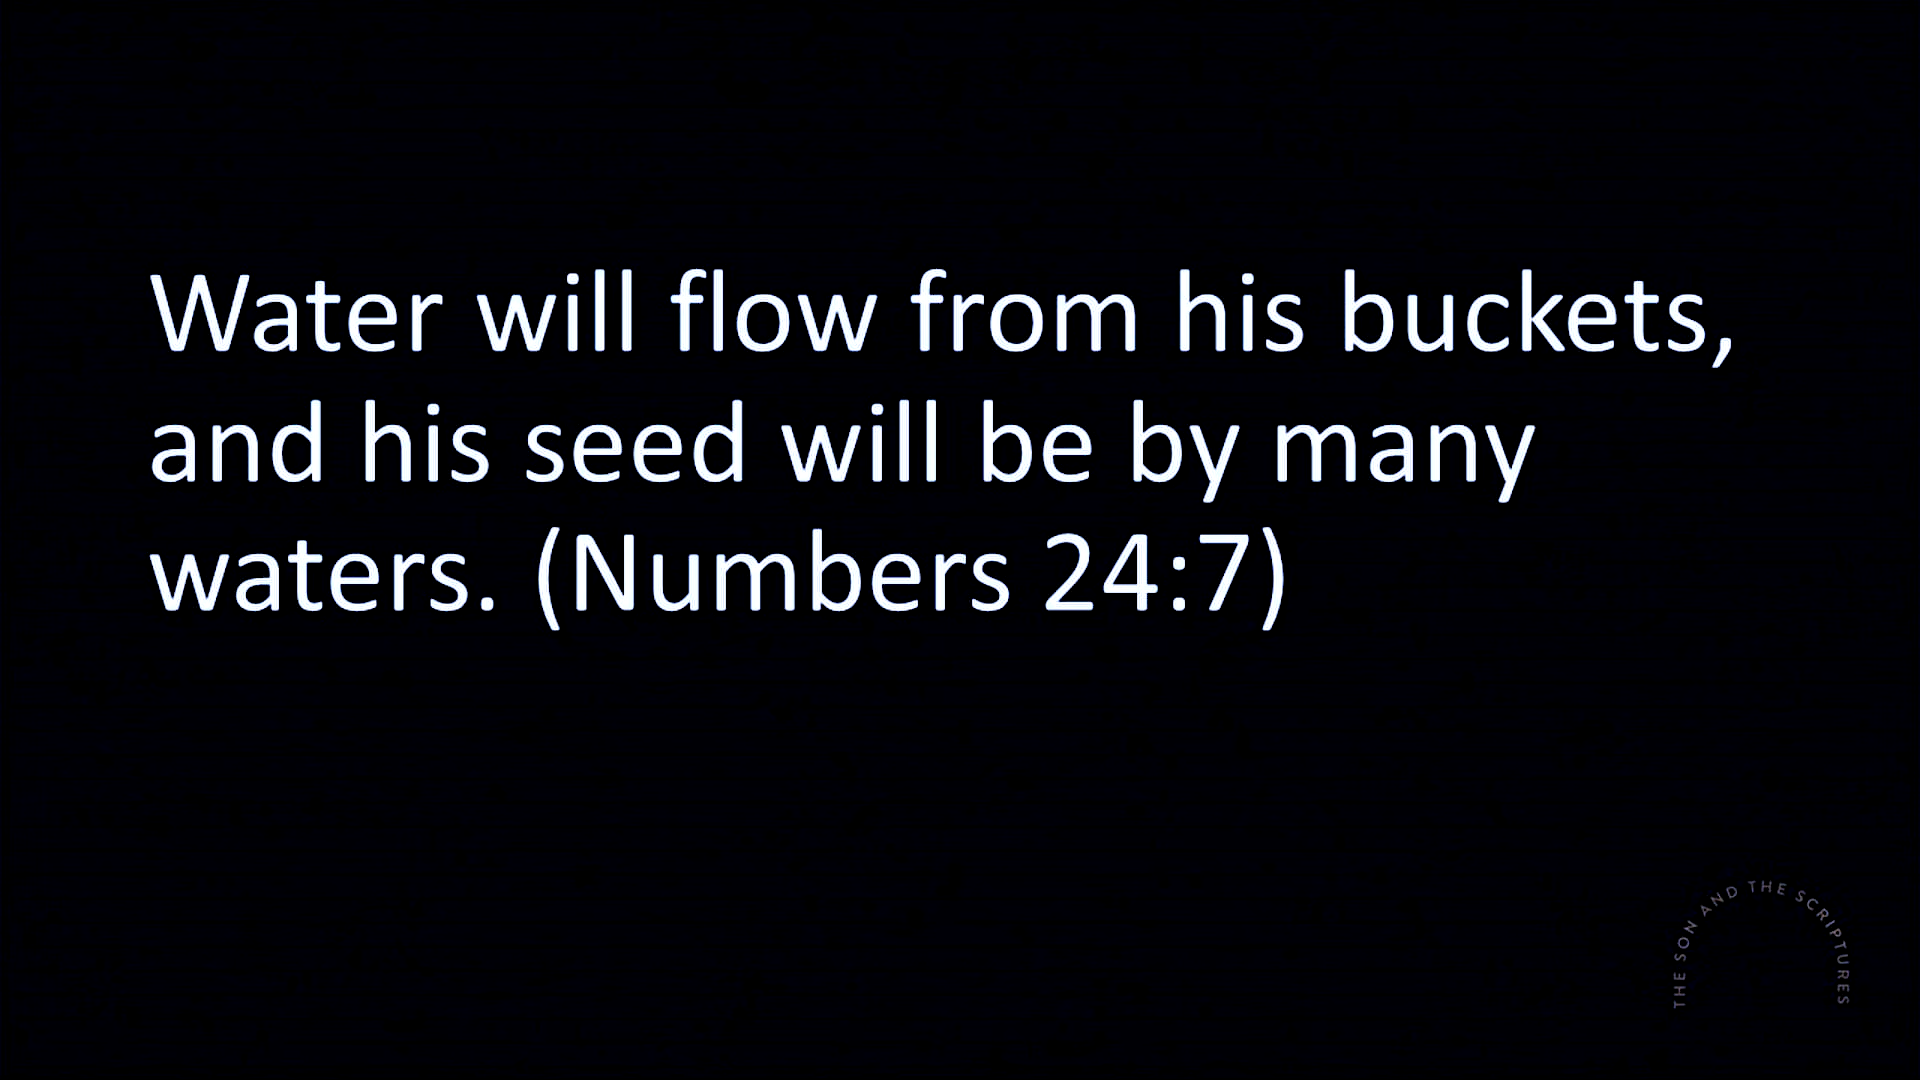 Water will flow from his buckets,
and his seed will be by many
waters. (Numbers 24:7)
THE SON AND THE SCRIPTURES